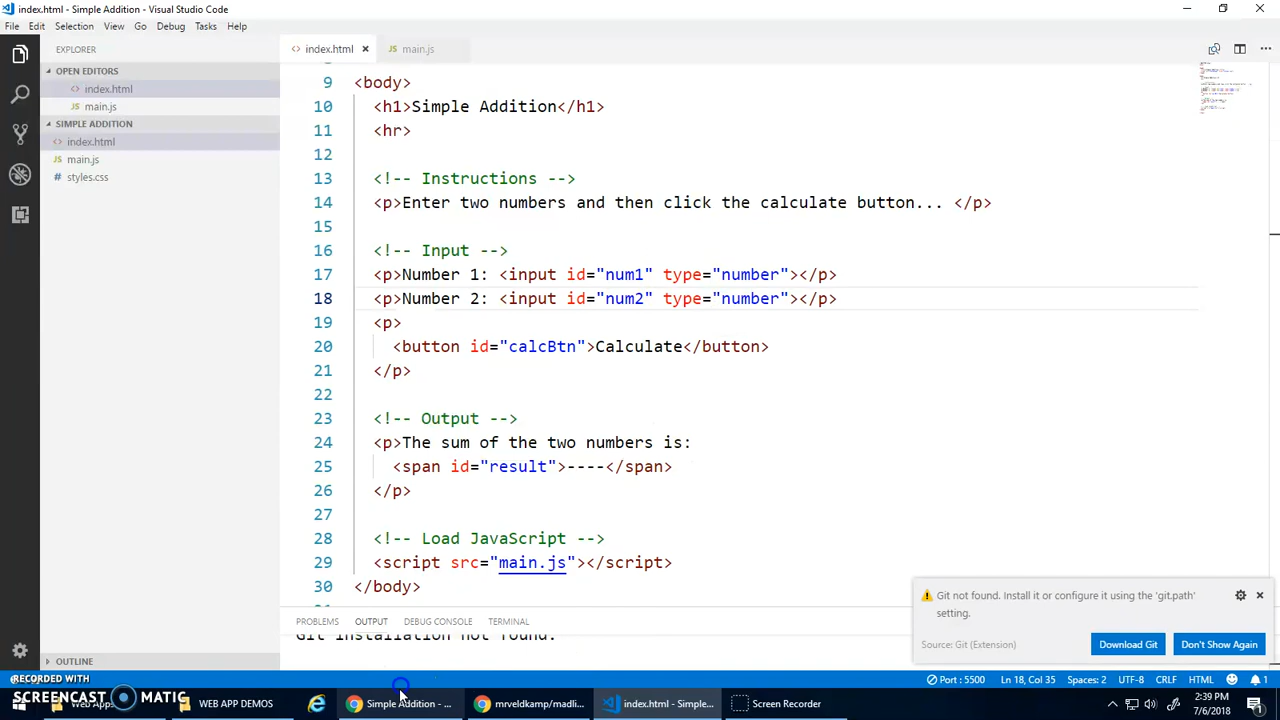 index.html - Simple Addition - Visual Studio Code
File Edit Selection View Go Debug Tasks Help
EXPLORER
OPEN EDITORS
index.html
main.js
SIMPLE ADDITION
index.html
main.js
styles.css
OUTLINE
index.html main.js
9 <body>
10 <h1>Simple Addition</h1>
11 <hr>
12
13 <!-- Instructions -->
14 <p>Enter two numbers and then click the calculate button... </p>
15
16 <!-- Input -->
17 <p>Number 1: <input id="num1" type="number"></p>
18 <p>Number 2: <input id="num2" type="number"></p>
19 <p>
20 <button id="calcBtn">Calculate</button>
21 </p>
22
23 <!-- Output -->
24 <p>The sum of the two numbers is:
25 <span id="result">----</span>
26 </p>
27
28 <!-- Load JavaScript -->
29 <script src="main.js"></script>
30 </body>
PROBLEMS OUTPUT DEBUG CONSOLE TERMINAL
Git installation not found.
Git not found. Install it or configure it using the 'git.path'
setting.
Source: Git (Extension) Download Git Don't Show Again
Port : 5500 Ln 18, Col 35 Spaces: 2 UTF-8 CRLF HTML 1
RECORDED WITH
SCREENCAST MATIC
WEB APP DEMOS Simple Addition - ... mrveldkamp/madli... index.html - Simple... Screen Recorder
2:39 PM
7/6/2018